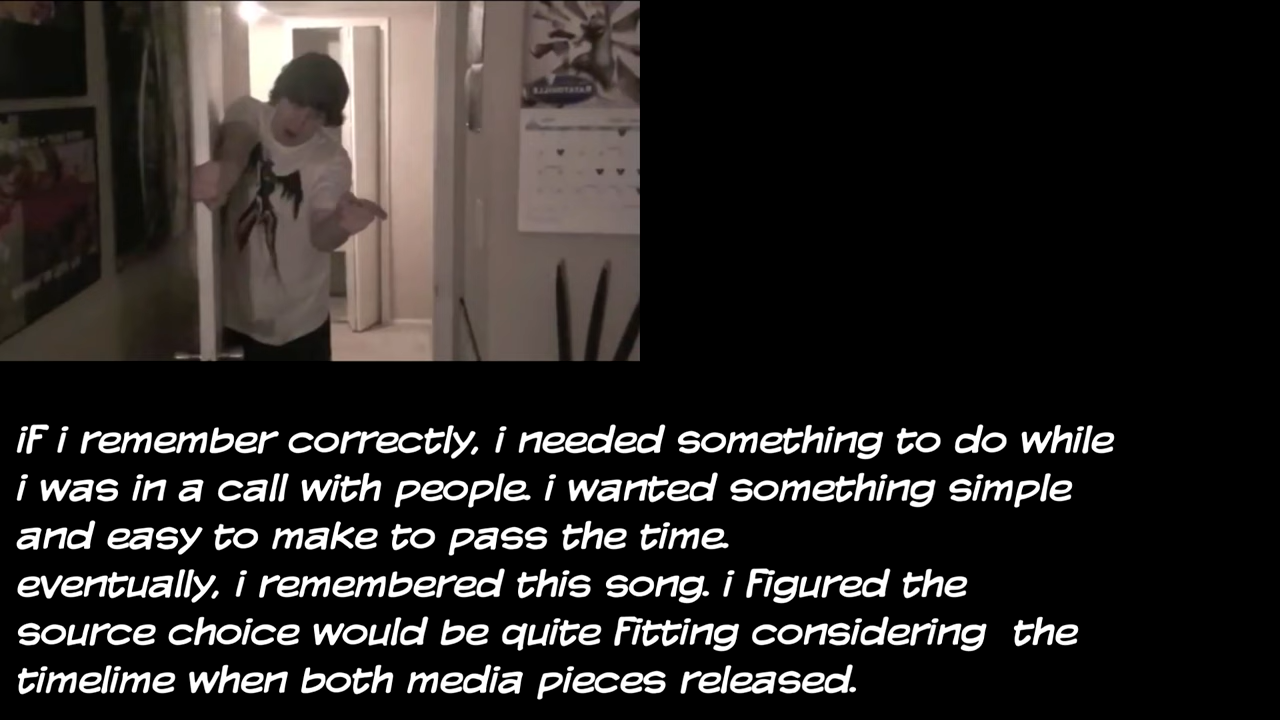 RATATOUILLE
if i remember correctly, i needed something to do while
i was in a call with people. i wanted something simple
and easy to make to pass the time.
eventually, i remembered this song. i figured the
source choice would be quite fitting considering the
timelime when both media pieces released.